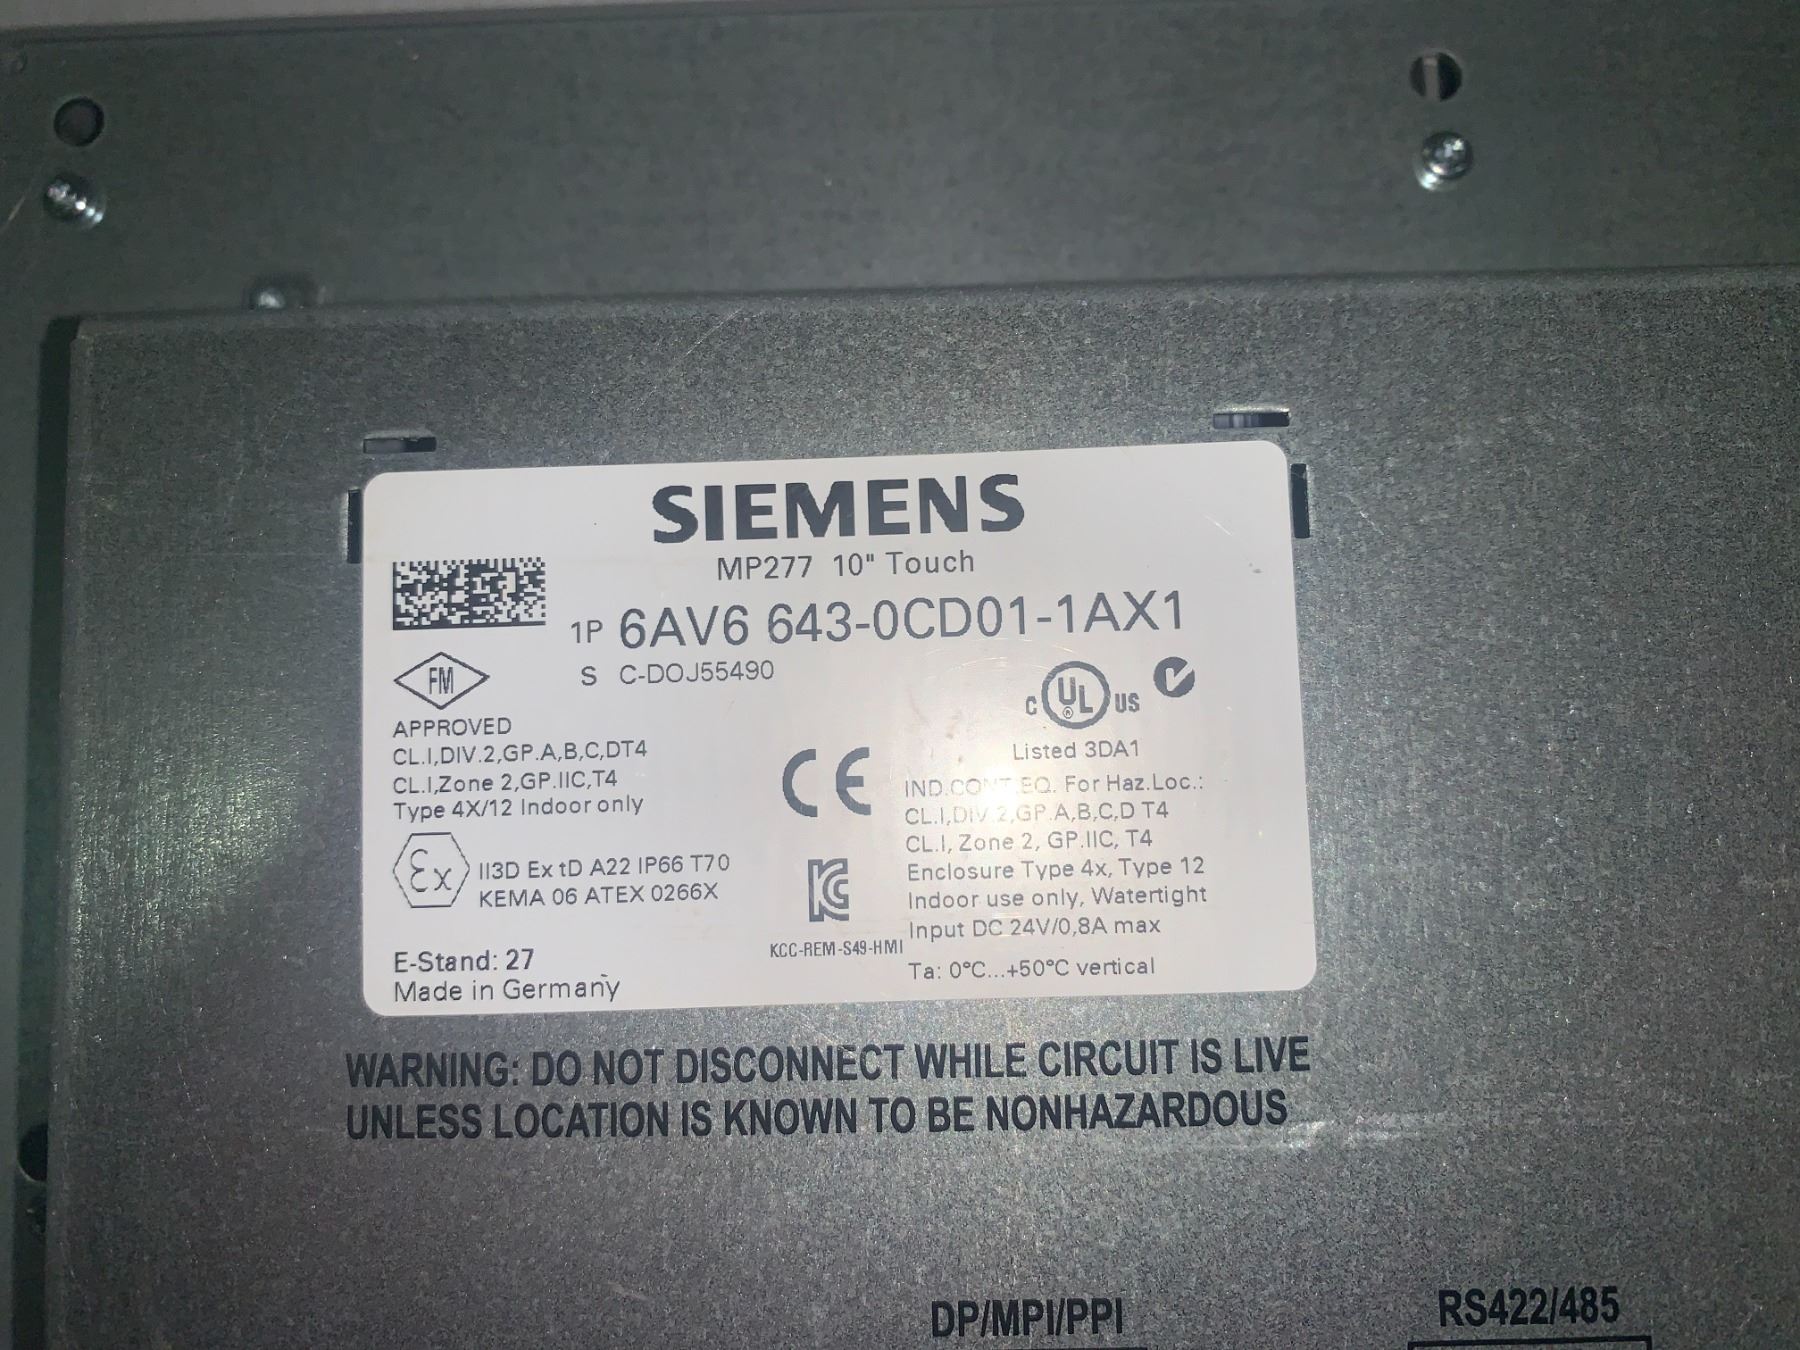 SIEMENS
MP277 10" Touch
1P 6AV6 643-0CD01-1AX1
S C-DOJ55490
FM
APPROVED
CL.I,DIV.2,GP.A,B,C,DT4
CL.I,Zone 2,GP.IIC,T4
Type 4X/12 Indoor only
Ex II3D Ex tD A22 IP66 T70
KEMA 06 ATEX 0266X
E-Stand: 27
Made in Germany
CE
KC
KCC-REM-S49-HMI
C UL ® US
Listed 3DA1
IND.CONT.EQ. For Haz.Loc.:
CL.I,DIV.2,GP.A,B,C,D T4
CL.I, Zone 2, GP.IIC, T4
Enclosure Type 4x, Type 12
Indoor use only, Watertight
Input DC 24V/0,8A max
Ta: 0°C...+50°C vertical
WARNING: DO NOT DISCONNECT WHILE CIRCUIT IS LIVE
UNLESS LOCATION IS KNOWN TO BE NONHAZARDOUS
DP/MPI/PPI
RS422/485